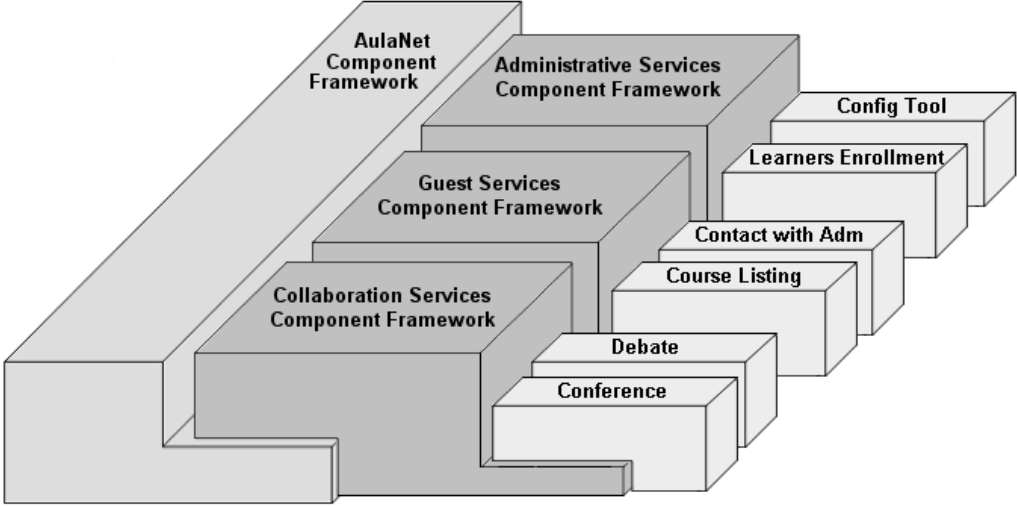 AulaNet
Component
Framework
Administrative Services
Component Framework
Config Tool
Learners Enrollment
Guest Services
Component Framework
Contact with Adm
Course Listing
Collaboration Services
Component Framework
Debate
Conference